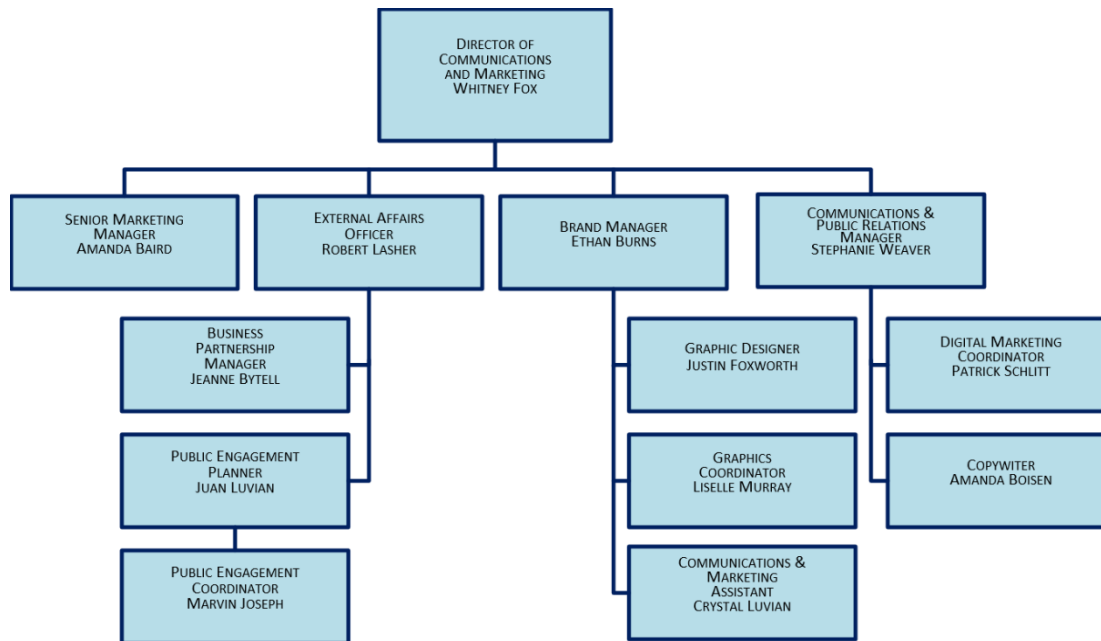 Director of
Communications
and Marketing
Whitney Fox
Senior Marketing
Manager
Amanda Baird
External Affairs
Officer
Robert Lasher
Brand Manager
Ethan Burns
Communications &
Public Relations
Manager
Stephanie Weaver
Business
Partnership
Manager
Jeanne Bytell
Graphic Designer
Justin Foxworth
Digital Marketing
Coordinator
Patrick Schlitt
Public Engagement
Planner
Juan Luvian
Graphics
Coordinator
Liselle Murray
Copywiter
Amanda Boisen
Public Engagement
Coordinator
Marvin Joseph
Communications &
Marketing
Assistant
Crystal Luvian